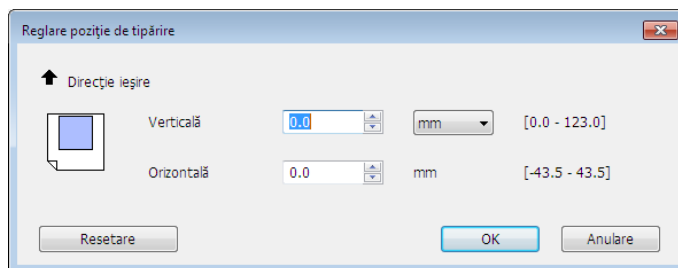 Reglare poziție de tipărire
Direcție ieșire
Verticală 0.0 mm [0.0 - 123.0]
Orizontală 0.0 mm [-43.5 - 43.5]
Resetare OK Anulare